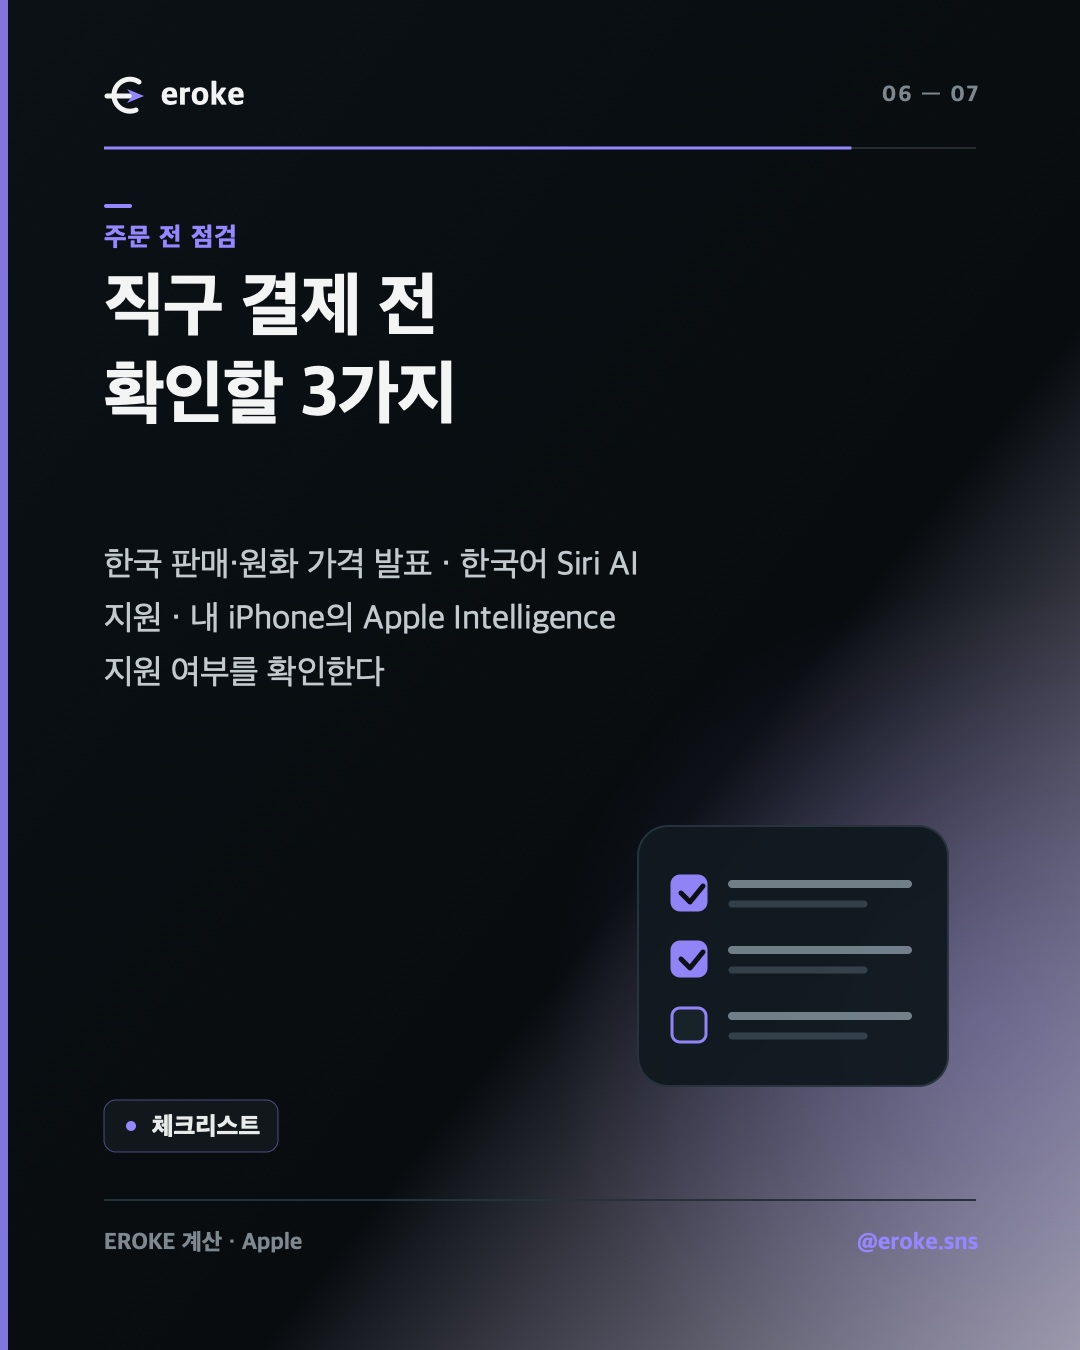 eroke
06 — 07
주문 전 점검
직구 결제 전
확인할 3가지
한국 판매·원화 가격 발표 · 한국어 Siri AI
지원 · 내 iPhone의 Apple Intelligence
지원 여부를 확인한다
체크리스트
EROKE 계산 · Apple
@eroke.sns